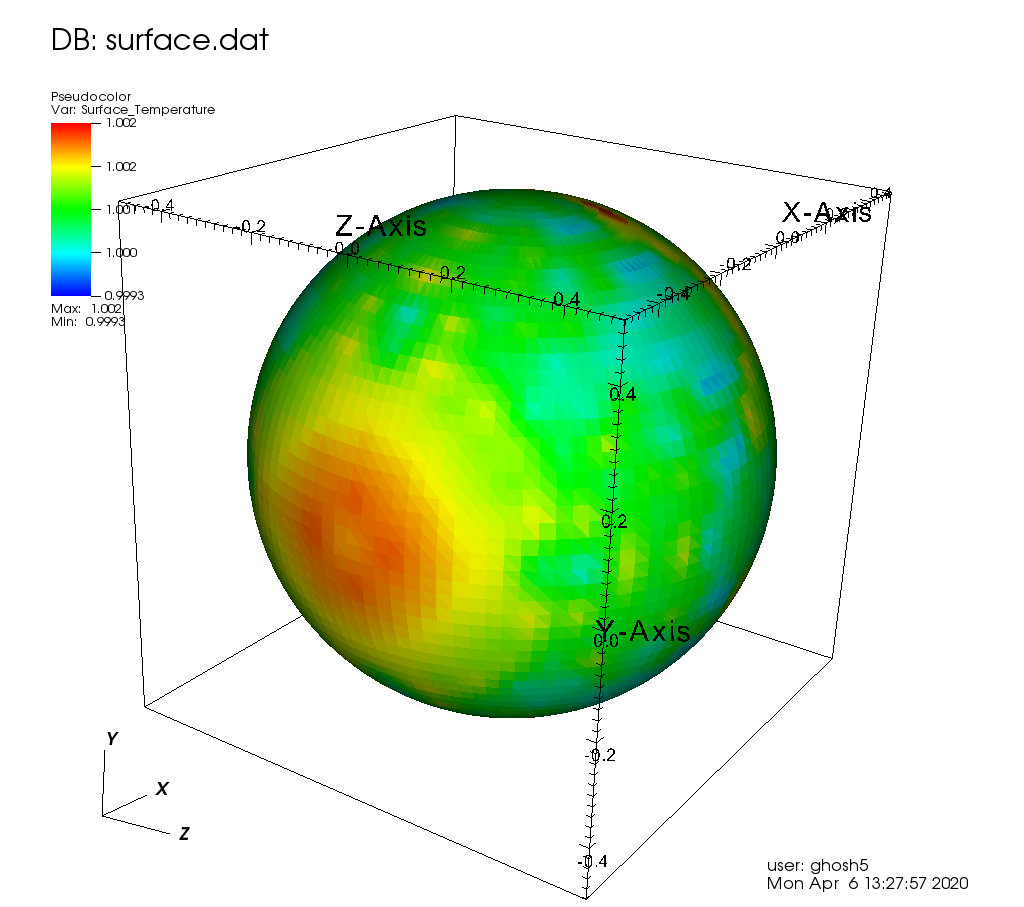 DB: surface.dat
Pseudocolor
Var: Surface_Temperature
1.002
1.002
1.001
1.000
0.9993
Max: 1.002
Min: 0.9993
Z-Axis
-0.4
-0.2
0.0
0.2
0.4
X-Axis
-0.4
-0.2
0.0
0.4
0.4
0.2
Y-Axis
0.0
-0.2
-0.4
Y
X
Z
user: ghosh5
Mon Apr 6 13:27:57 2020